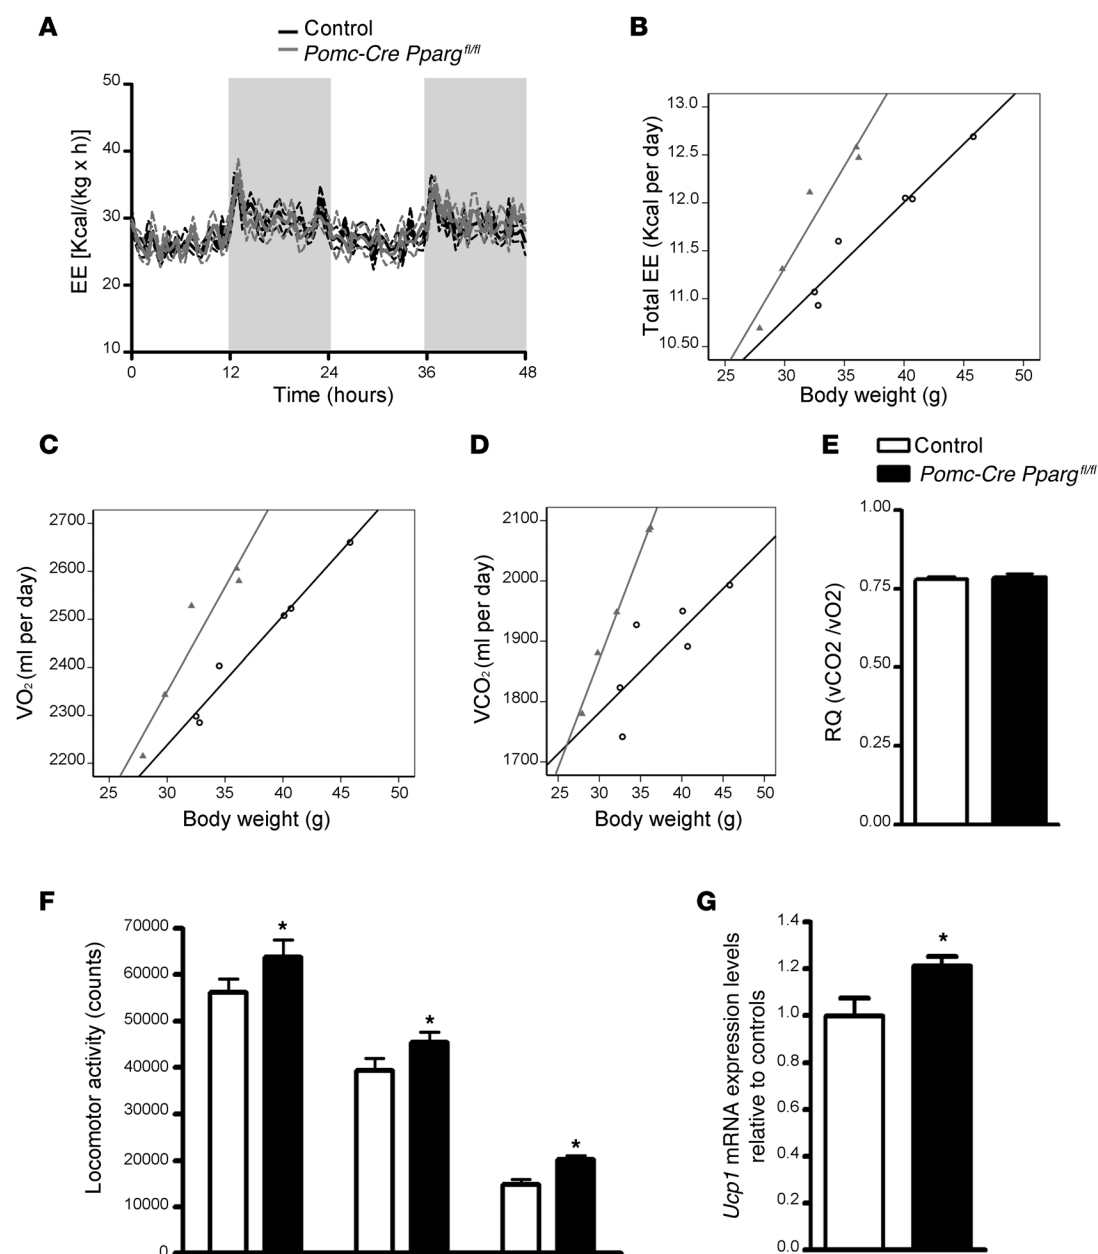 A
Control
Pomc-Cre Pparg fl/fl
50
40
30
20
10
EE [Kcal/(kg x h)]
0 12 24 36 48
Time (hours)
B
13.0
12.5
12.0
11.5
11.0
10.50
Total EE (Kcal per day)
25 30 35 40 45 50
Body weight (g)
C
2700
2600
2500
2400
2300
2200
VO2 (ml per day)
25 30 35 40 45 50
Body weight (g)
D
2100
2000
1900
1800
1700
VCO2 (ml per day)
25 30 35 40 45 50
Body weight (g)
E
Control
Pomc-Cre Pparg fl/fl
1.00
0.75
0.50
0.25
0.00
RQ (vCO2 /vO2)
F
70000
60000
50000
40000
30000
20000
10000
0
Locomotor activity (counts)
*
*
*
G
1.4
1.2
1.0
0.8
0.6
0.4
0.2
0.0
Ucp1 mRNA expression levels
relative to controls
*